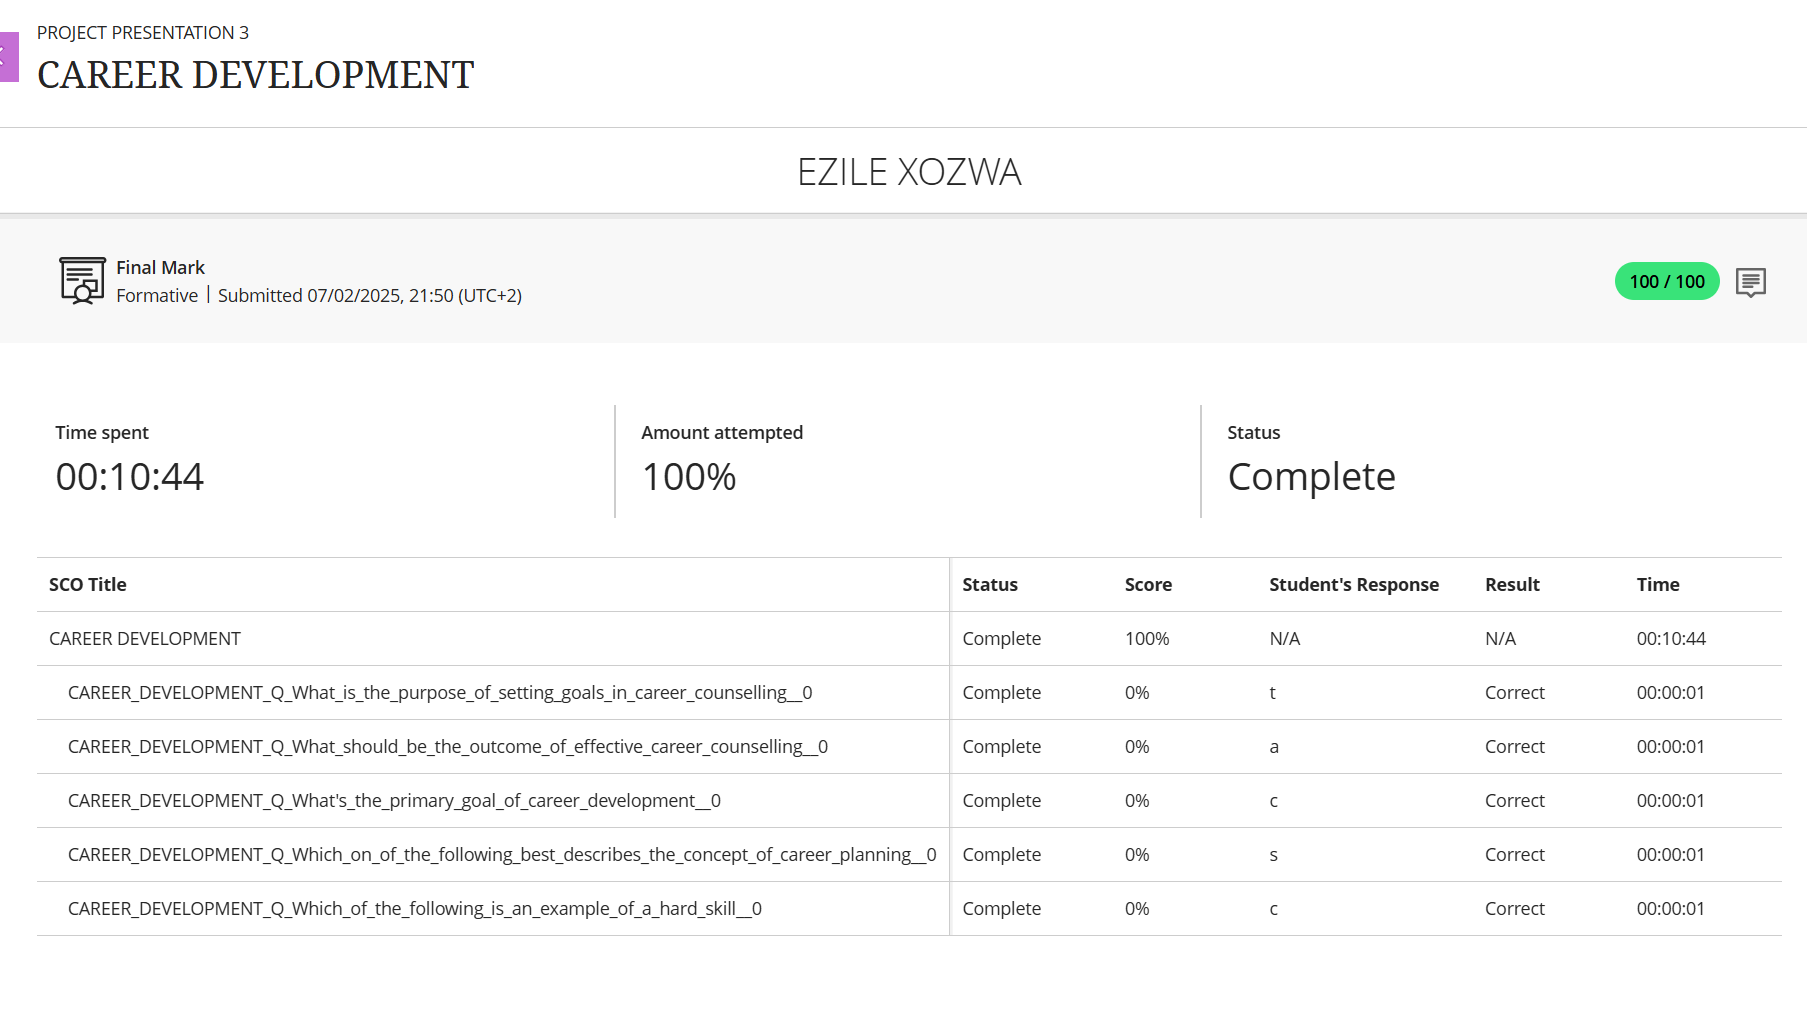 PROJECT PRESENTATION 3
CAREER DEVELOPMENT
EZILE XOZWA
Final Mark
Formative | Submitted 07/02/2025, 21:50 (UTC+2)
100 / 100
Time spent
00:10:44
Amount attempted
100%
Status
Complete
SCO Title Status Score Student's Response Result Time
CAREER DEVELOPMENT Complete 100% N/A N/A 00:10:44
CAREER_DEVELOPMENT_Q_What_is_the_purpose_of_setting_goals_in_career_counselling__0 Complete 0% t Correct 00:00:01
CAREER_DEVELOPMENT_Q_What_should_be_the_outcome_of_effective_career_counselling__0 Complete 0% a Correct 00:00:01
CAREER_DEVELOPMENT_Q_What's_the_primary_goal_of_career_development__0 Complete 0% c Correct 00:00:01
CAREER_DEVELOPMENT_Q_Which_on_of_the_following_best_describes_the_concept_of_career_planning__0 Complete 0% s Correct 00:00:01
CAREER_DEVELOPMENT_Q_Which_of_the_following_is_an_example_of_a_hard_skill__0 Complete 0% c Correct 00:00:01